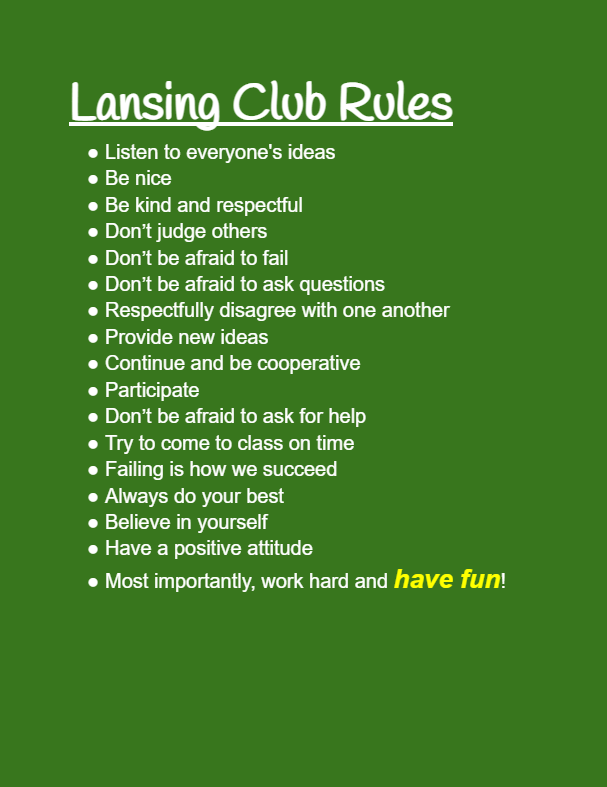 Lansing Club Rules
● Listen to everyone's ideas
● Be nice
● Be kind and respectful
● Don’t judge others
● Don’t be afraid to fail
● Don’t be afraid to ask questions
● Respectfully disagree with one another
● Provide new ideas
● Continue and be cooperative
● Participate
● Don’t be afraid to ask for help
● Try to come to class on time
● Failing is how we succeed
● Always do your best
● Believe in yourself
● Have a positive attitude
● Most importantly, work hard and have fun!